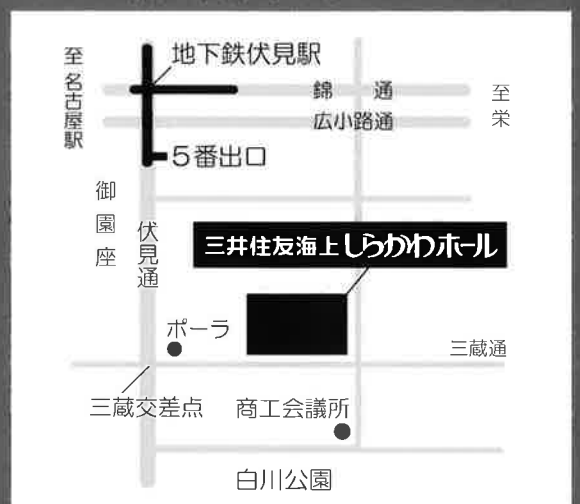 至 名古屋駅
地下鉄伏見駅
錦通
至栄
広小路通
5番出口
御園座
伏見通
三井住友海上しらかわホール
ポーラ
三蔵通
三蔵交差点
商工会議所
白川公園